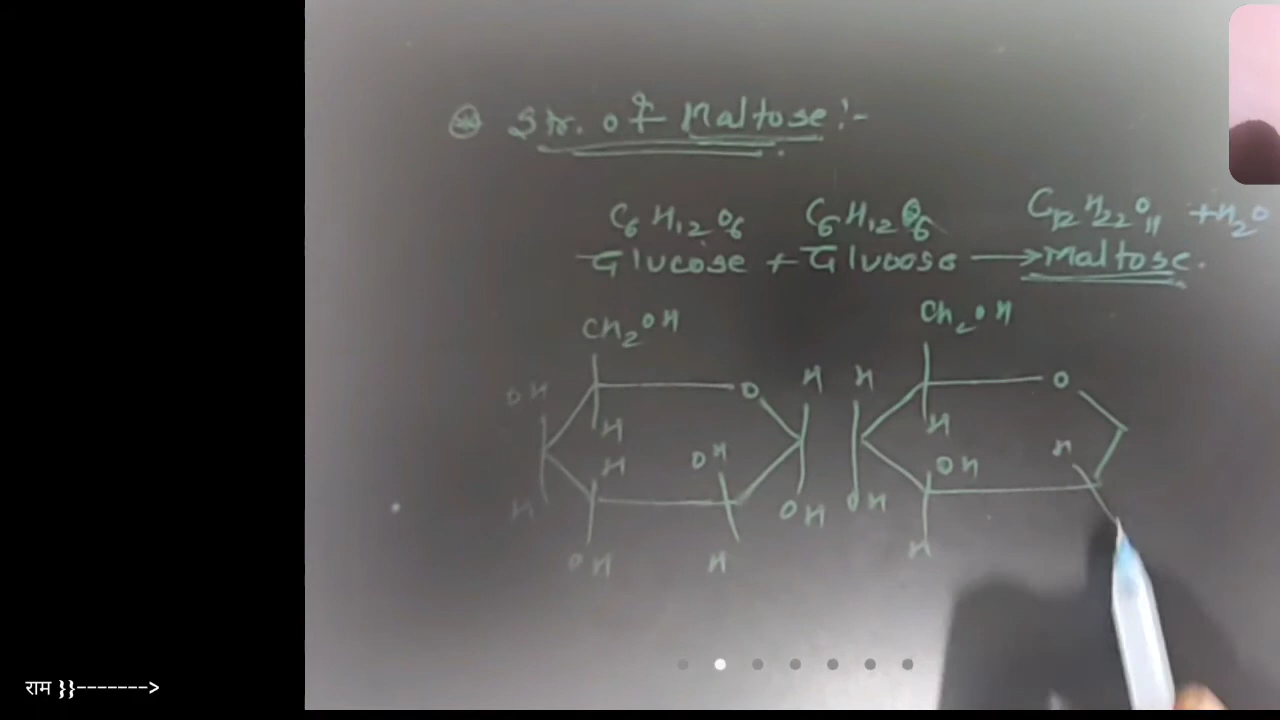 Str. of Maltose :-
C6H12O6 C6H12O6 C12H22O11 + H2O
Glucose + Glucose → Maltose.
CH2OH CH2OH
OH O H H O
H H
H OH OH H
H OH OH
OH H H
राम }}------->